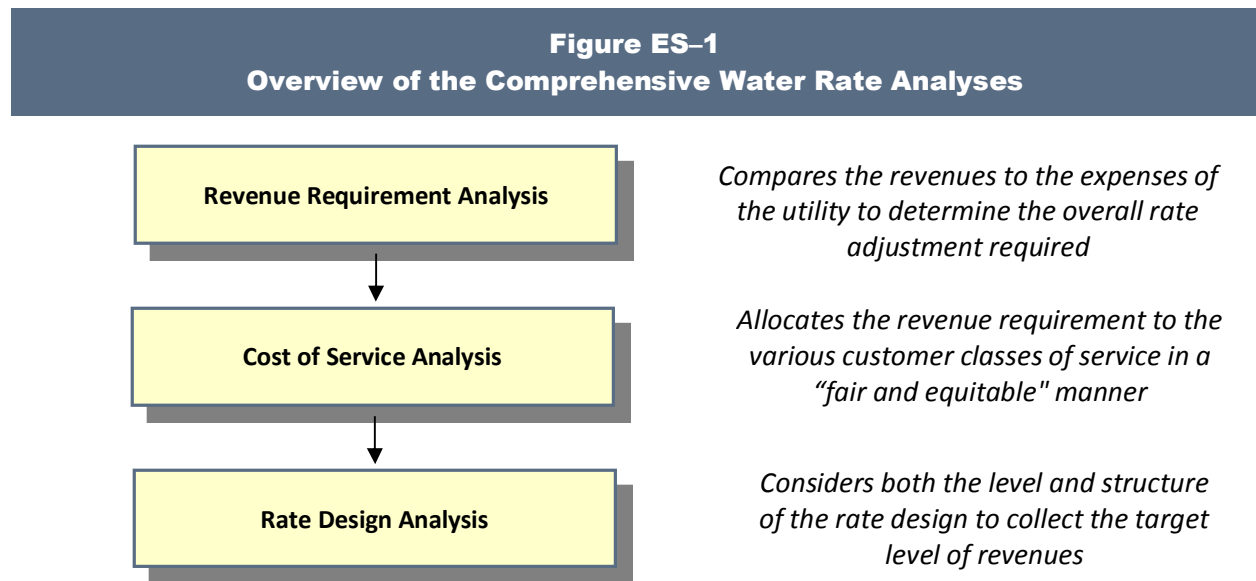 Figure ES–1
Overview of the Comprehensive Water Rate Analyses
Revenue Requirement Analysis
Compares the revenues to the expenses of
the utility to determine the overall rate
adjustment required
Cost of Service Analysis
Allocates the revenue requirement to the
various customer classes of service in a
“fair and equitable" manner
Rate Design Analysis
Considers both the level and structure
of the rate design to collect the target
level of revenues